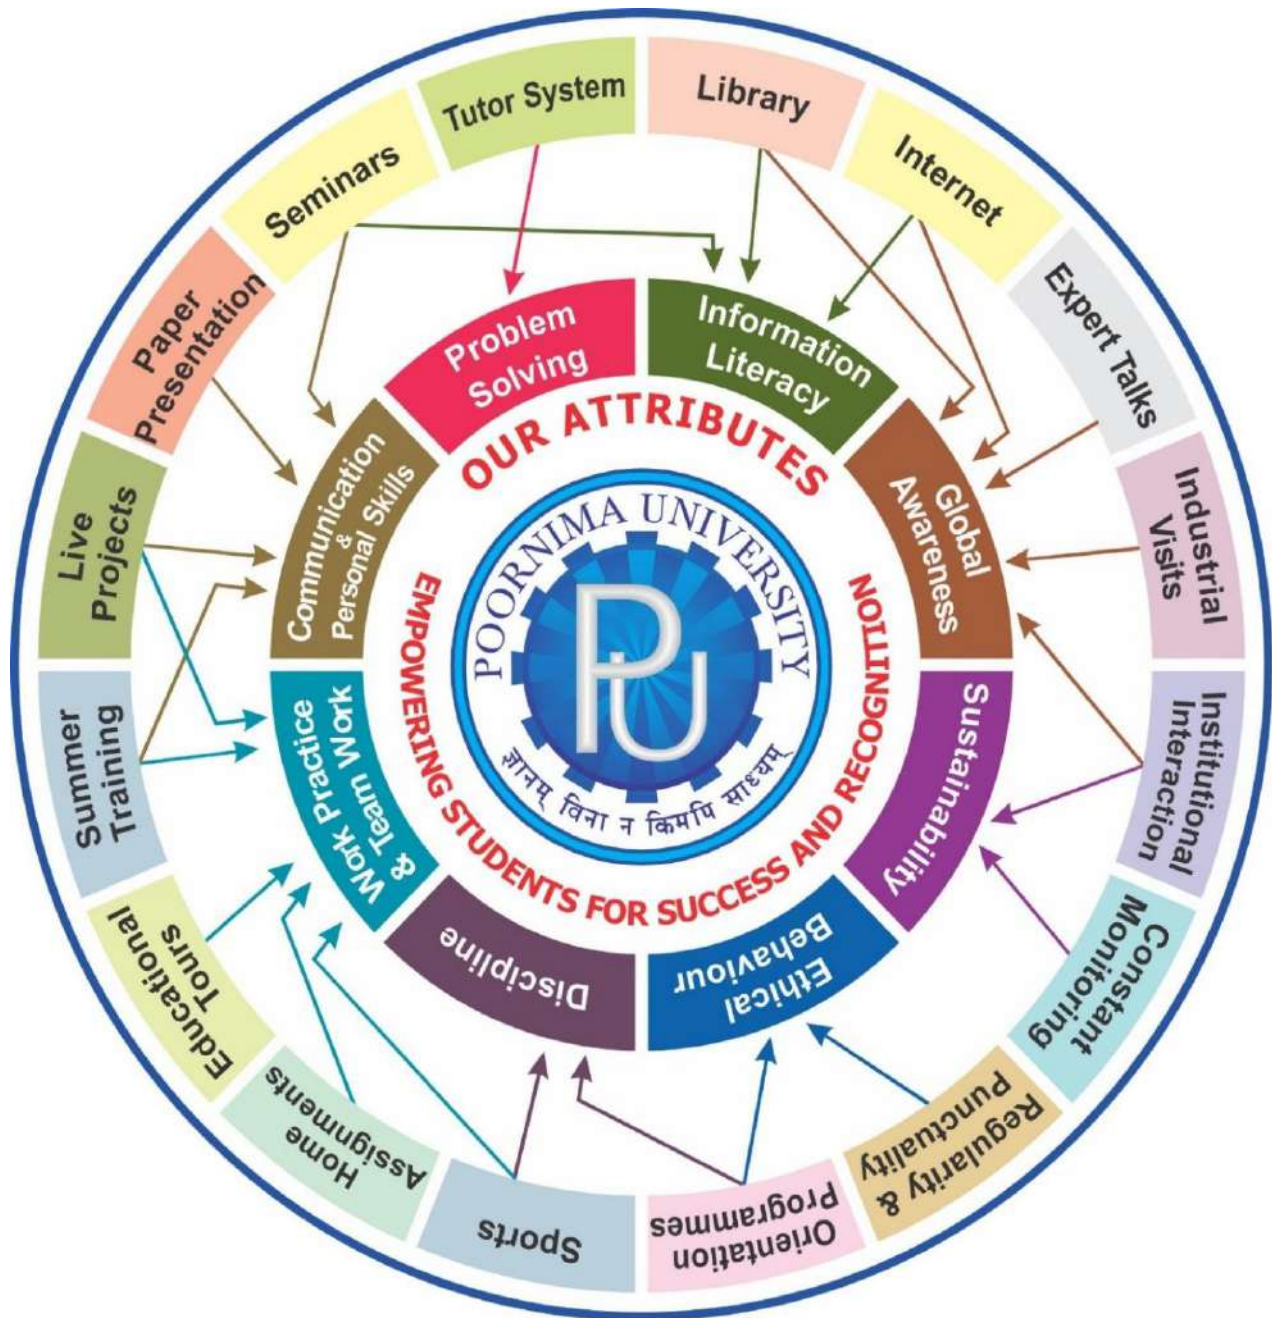 Tutor System
Library
Internet
Expert Talks
Industrial
Visits
Institutional
Interaction
Constant
Monitoring
Regularity &
Punctuality
Orientation
Programmes
Sports
Home
Assignments
Educational
Tours
Summer
Training
Live
Projects
Paper
Presentation
Seminars
Problem
Solving
Information
Literacy
Global
Awareness
Sustainability
Ethical
Behaviour
Discipline
Work Practice
& Team Work
Communication
&
Personal Skills
OUR ATTRIBUTES
EMPOWERING STUDENTS FOR SUCCESS AND RECOGNITION
POORNIMA UNIVERSITY
PU
ज्ञानम् विना न किमपि साध्यम्